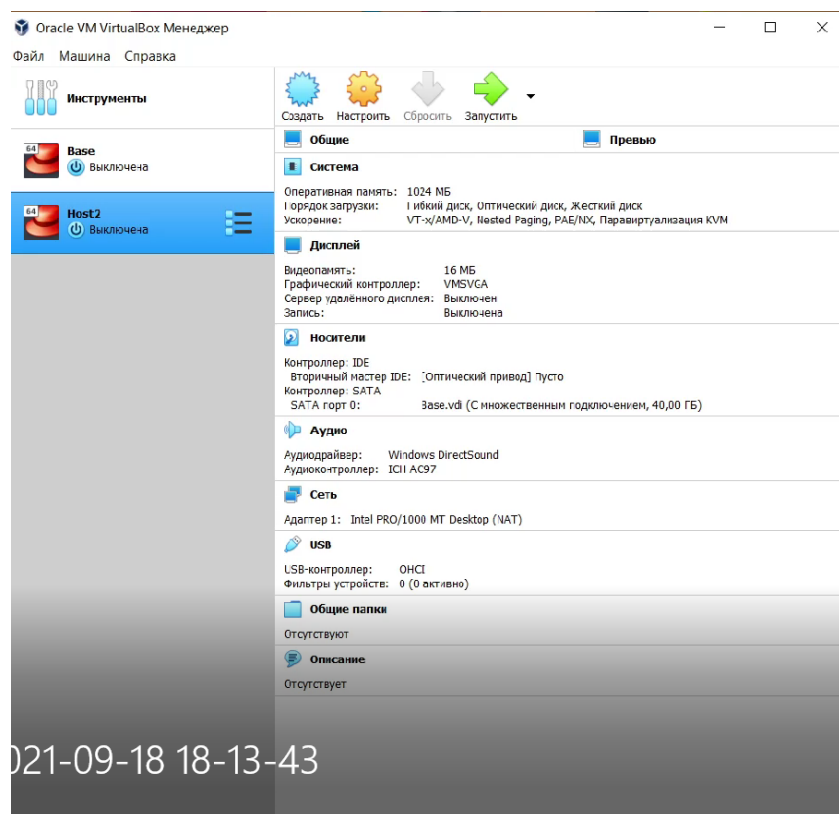 Oracle VM VirtualBox Менеджер
Файл Машина Справка
Инструменты
Создать Настроить Сбросить Запустить
64 Base
Выключена
64 Host2
Выключена
Общие Превью
Система
Оперативная память: 1024 МБ
Порядок загрузки: Гибкий диск, Оптический диск, Жесткий диск
Ускорение: VT-x/AMD-V, Nested Paging, PAE/NX, Паравиртуализация KVM
Дисплей
Видеопамять: 16 МБ
Графический контроллер: VMSVGA
Сервер удалённого дисплея: Выключен
Запись: Выключена
Носители
Контроллер: IDE
Вторичный мастер IDE: [Оптический привод] Пусто
Контроллер: SATA
SATA порт 0: Base.vdi (С множественным подключением, 40,00 ГБ)
Аудио
Аудиодрайвер: Windows DirectSound
Аудиоконтроллер: ICH AC97
Сеть
Адаптер 1: Intel PRO/1000 MT Desktop (NAT)
USB
USB-контроллер: OHCI
Фильтры устройств: 0 (0 активно)
Общие папки
Отсутствуют
Описание
Отсутствует
021-09-18 18-13-43